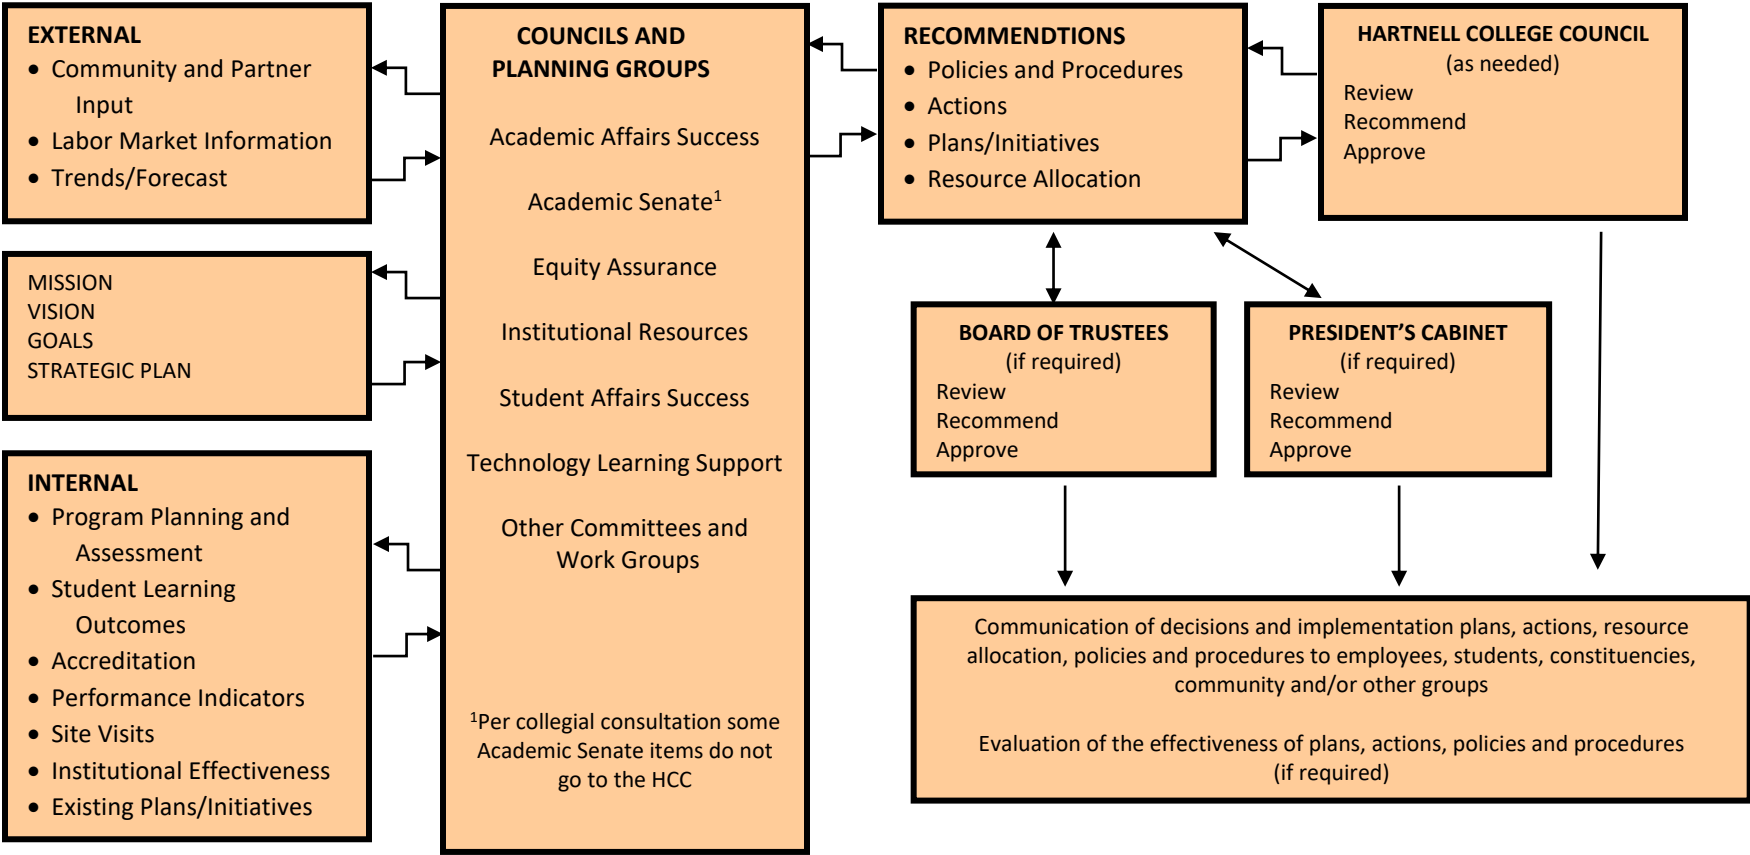 EXTERNAL
• Community and Partner
Input
• Labor Market Information
• Trends/Forecast
MISSION
VISION
GOALS
STRATEGIC PLAN
INTERNAL
• Program Planning and
Assessment
• Student Learning
Outcomes
• Accreditation
• Performance Indicators
• Site Visits
• Institutional Effectiveness
• Existing Plans/Initiatives
COUNCILS AND
PLANNING GROUPS
Academic Affairs Success
Academic Senate¹
Equity Assurance
Institutional Resources
Student Affairs Success
Technology Learning Support
Other Committees and
Work Groups
¹Per collegial consultation some
Academic Senate items do not
go to the HCC
RECOMMENDTIONS
• Policies and Procedures
• Actions
• Plans/Initiatives
• Resource Allocation
HARTNELL COLLEGE COUNCIL
(as needed)
Review
Recommend
Approve
BOARD OF TRUSTEES
(if required)
Review
Recommend
Approve
PRESIDENT’S CABINET
(if required)
Review
Recommend
Approve
Communication of decisions and implementation plans, actions, resource
allocation, policies and procedures to employees, students, constituencies,
community and/or other groups
Evaluation of the effectiveness of plans, actions, policies and procedures
(if required)